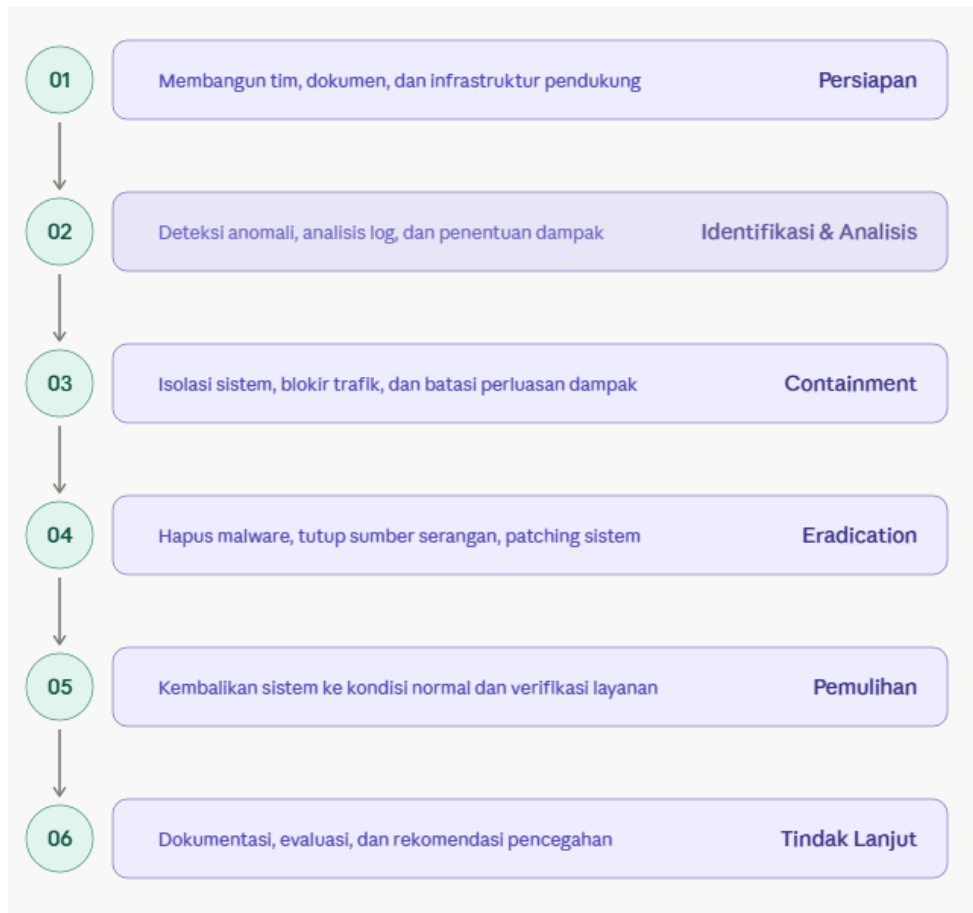 01
Membangun tim, dokumen, dan infrastruktur pendukung
Persiapan
02
Deteksi anomali, analisis log, dan penentuan dampak
Identifikasi & Analisis
03
Isolasi sistem, blokir trafik, dan batasi perluasan dampak
Containment
04
Hapus malware, tutup sumber serangan, patching sistem
Eradication
05
Kembalikan sistem ke kondisi normal dan verifikasi layanan
Pemulihan
06
Dokumentasi, evaluasi, dan rekomendasi pencegahan
Tindak Lanjut